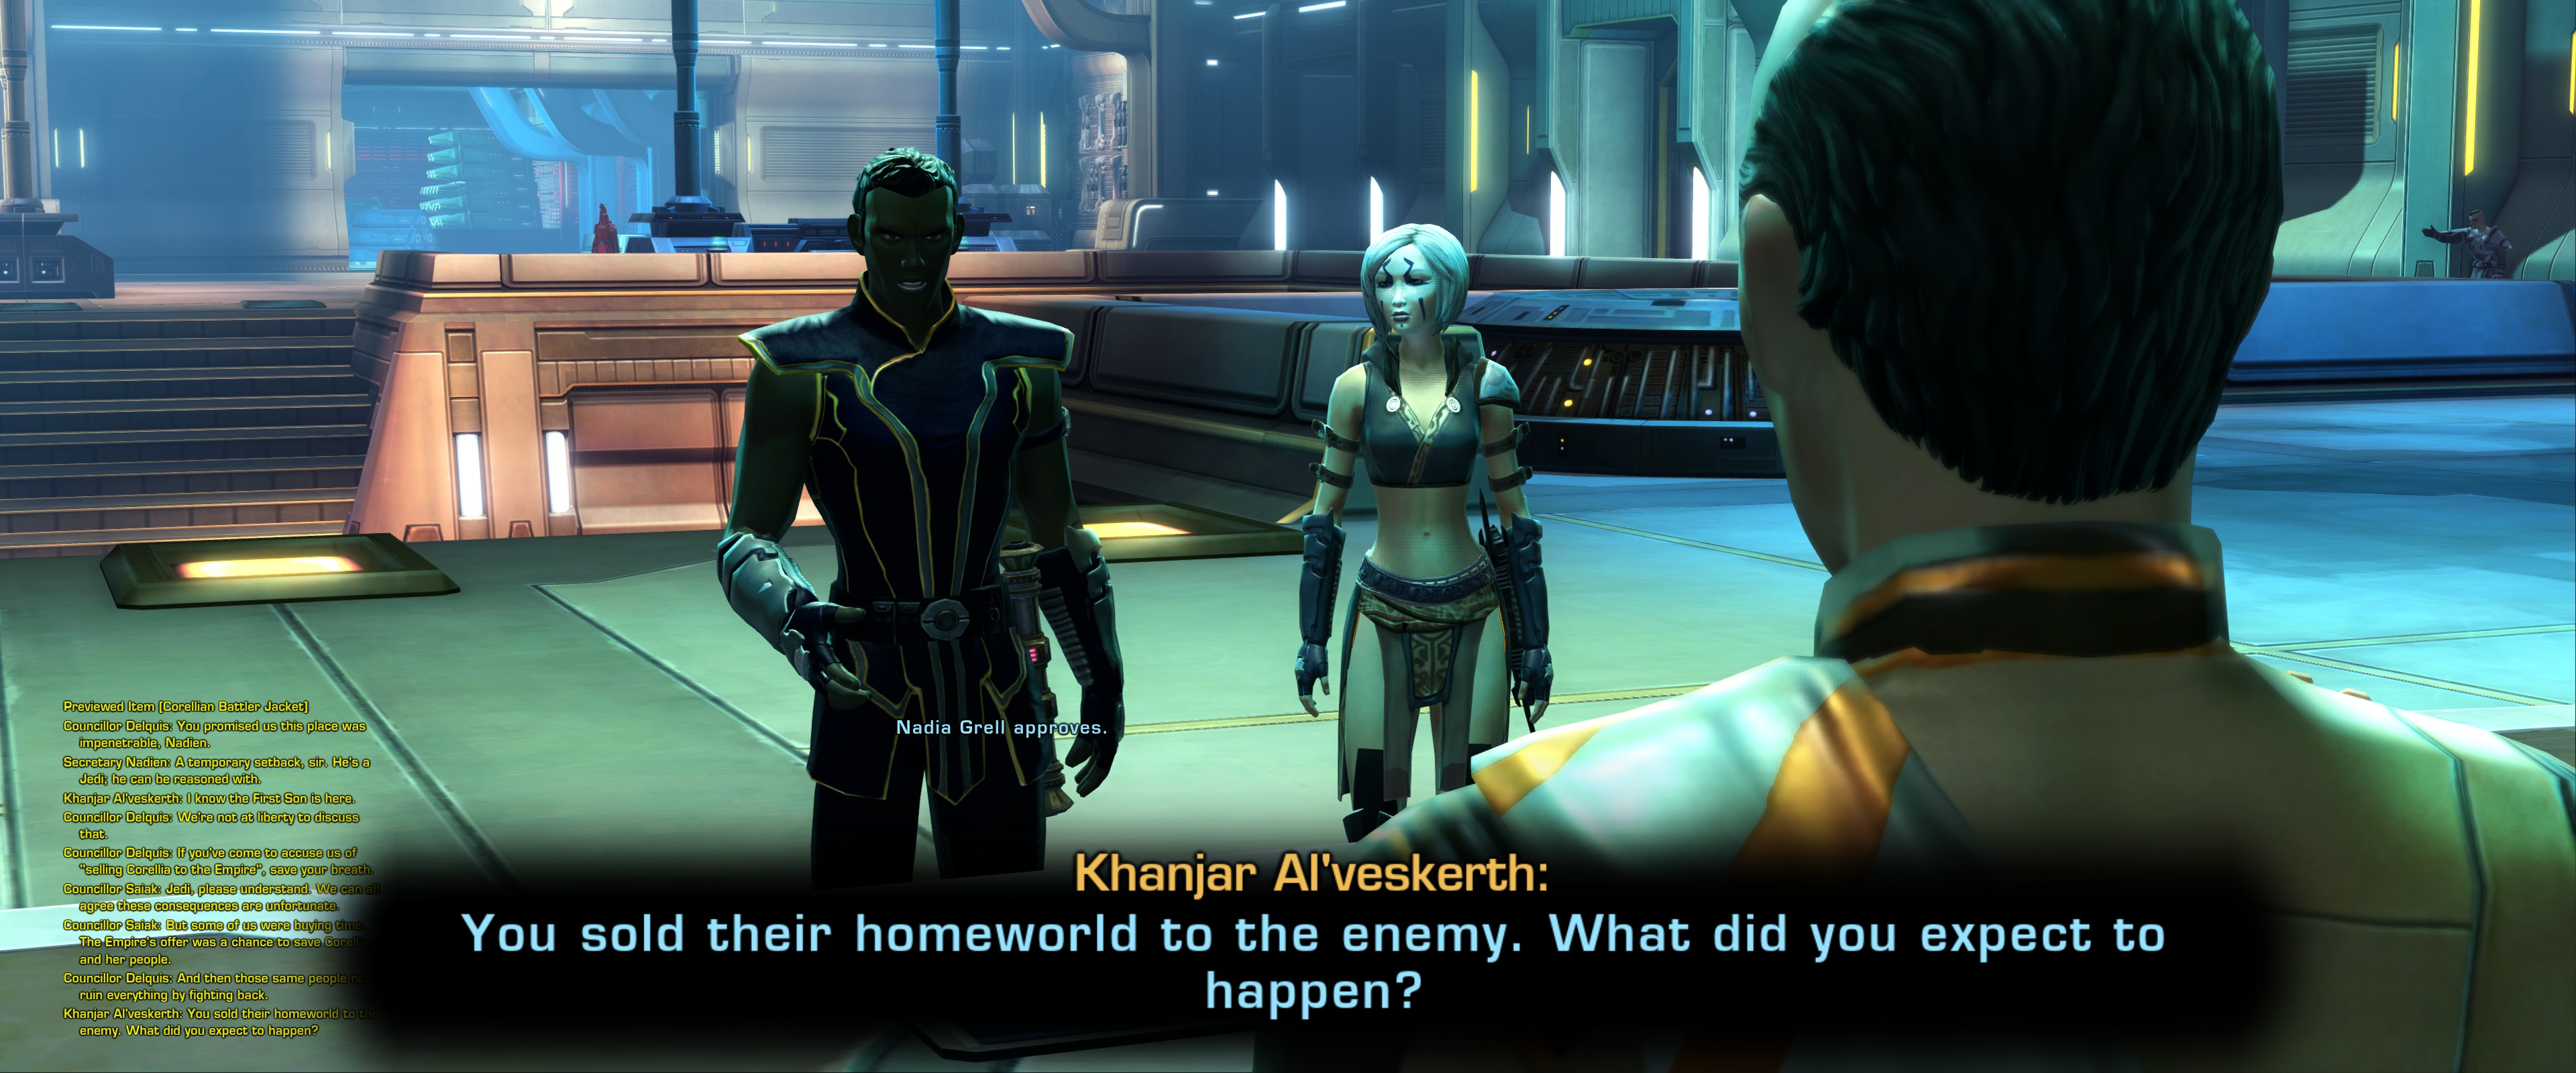 Nadia Grell approves.
Previewed Item [Corellian Battler Jacket]
Councillor Delquis: You promised us this place was
impenetrable, Nadien.
Secretary Nadien: A temporary setback, sir. He's a
Jedi; he can be reasoned with.
Khanjar Al'veskerth: I know the First Son is here.
Councillor Delquis: We're not at liberty to discuss
that.
Councillor Delquis: If you've come to accuse us of
"selling Corellia to the Empire", save your breath.
Councillor Saiak: Jedi, please understand. We can all
agree these consequences are unfortunate.
Councillor Saiak: But some of us were buying time.
The Empire's offer was a chance to save Corellia
and her people.
Councillor Delquis: And then those same people
ruin everything by fighting back.
Khanjar Al'veskerth: You sold their homeworld to the
enemy. What did you expect to happen?
Khanjar Al'veskerth:
You sold their homeworld to the enemy. What did you expect to
happen?